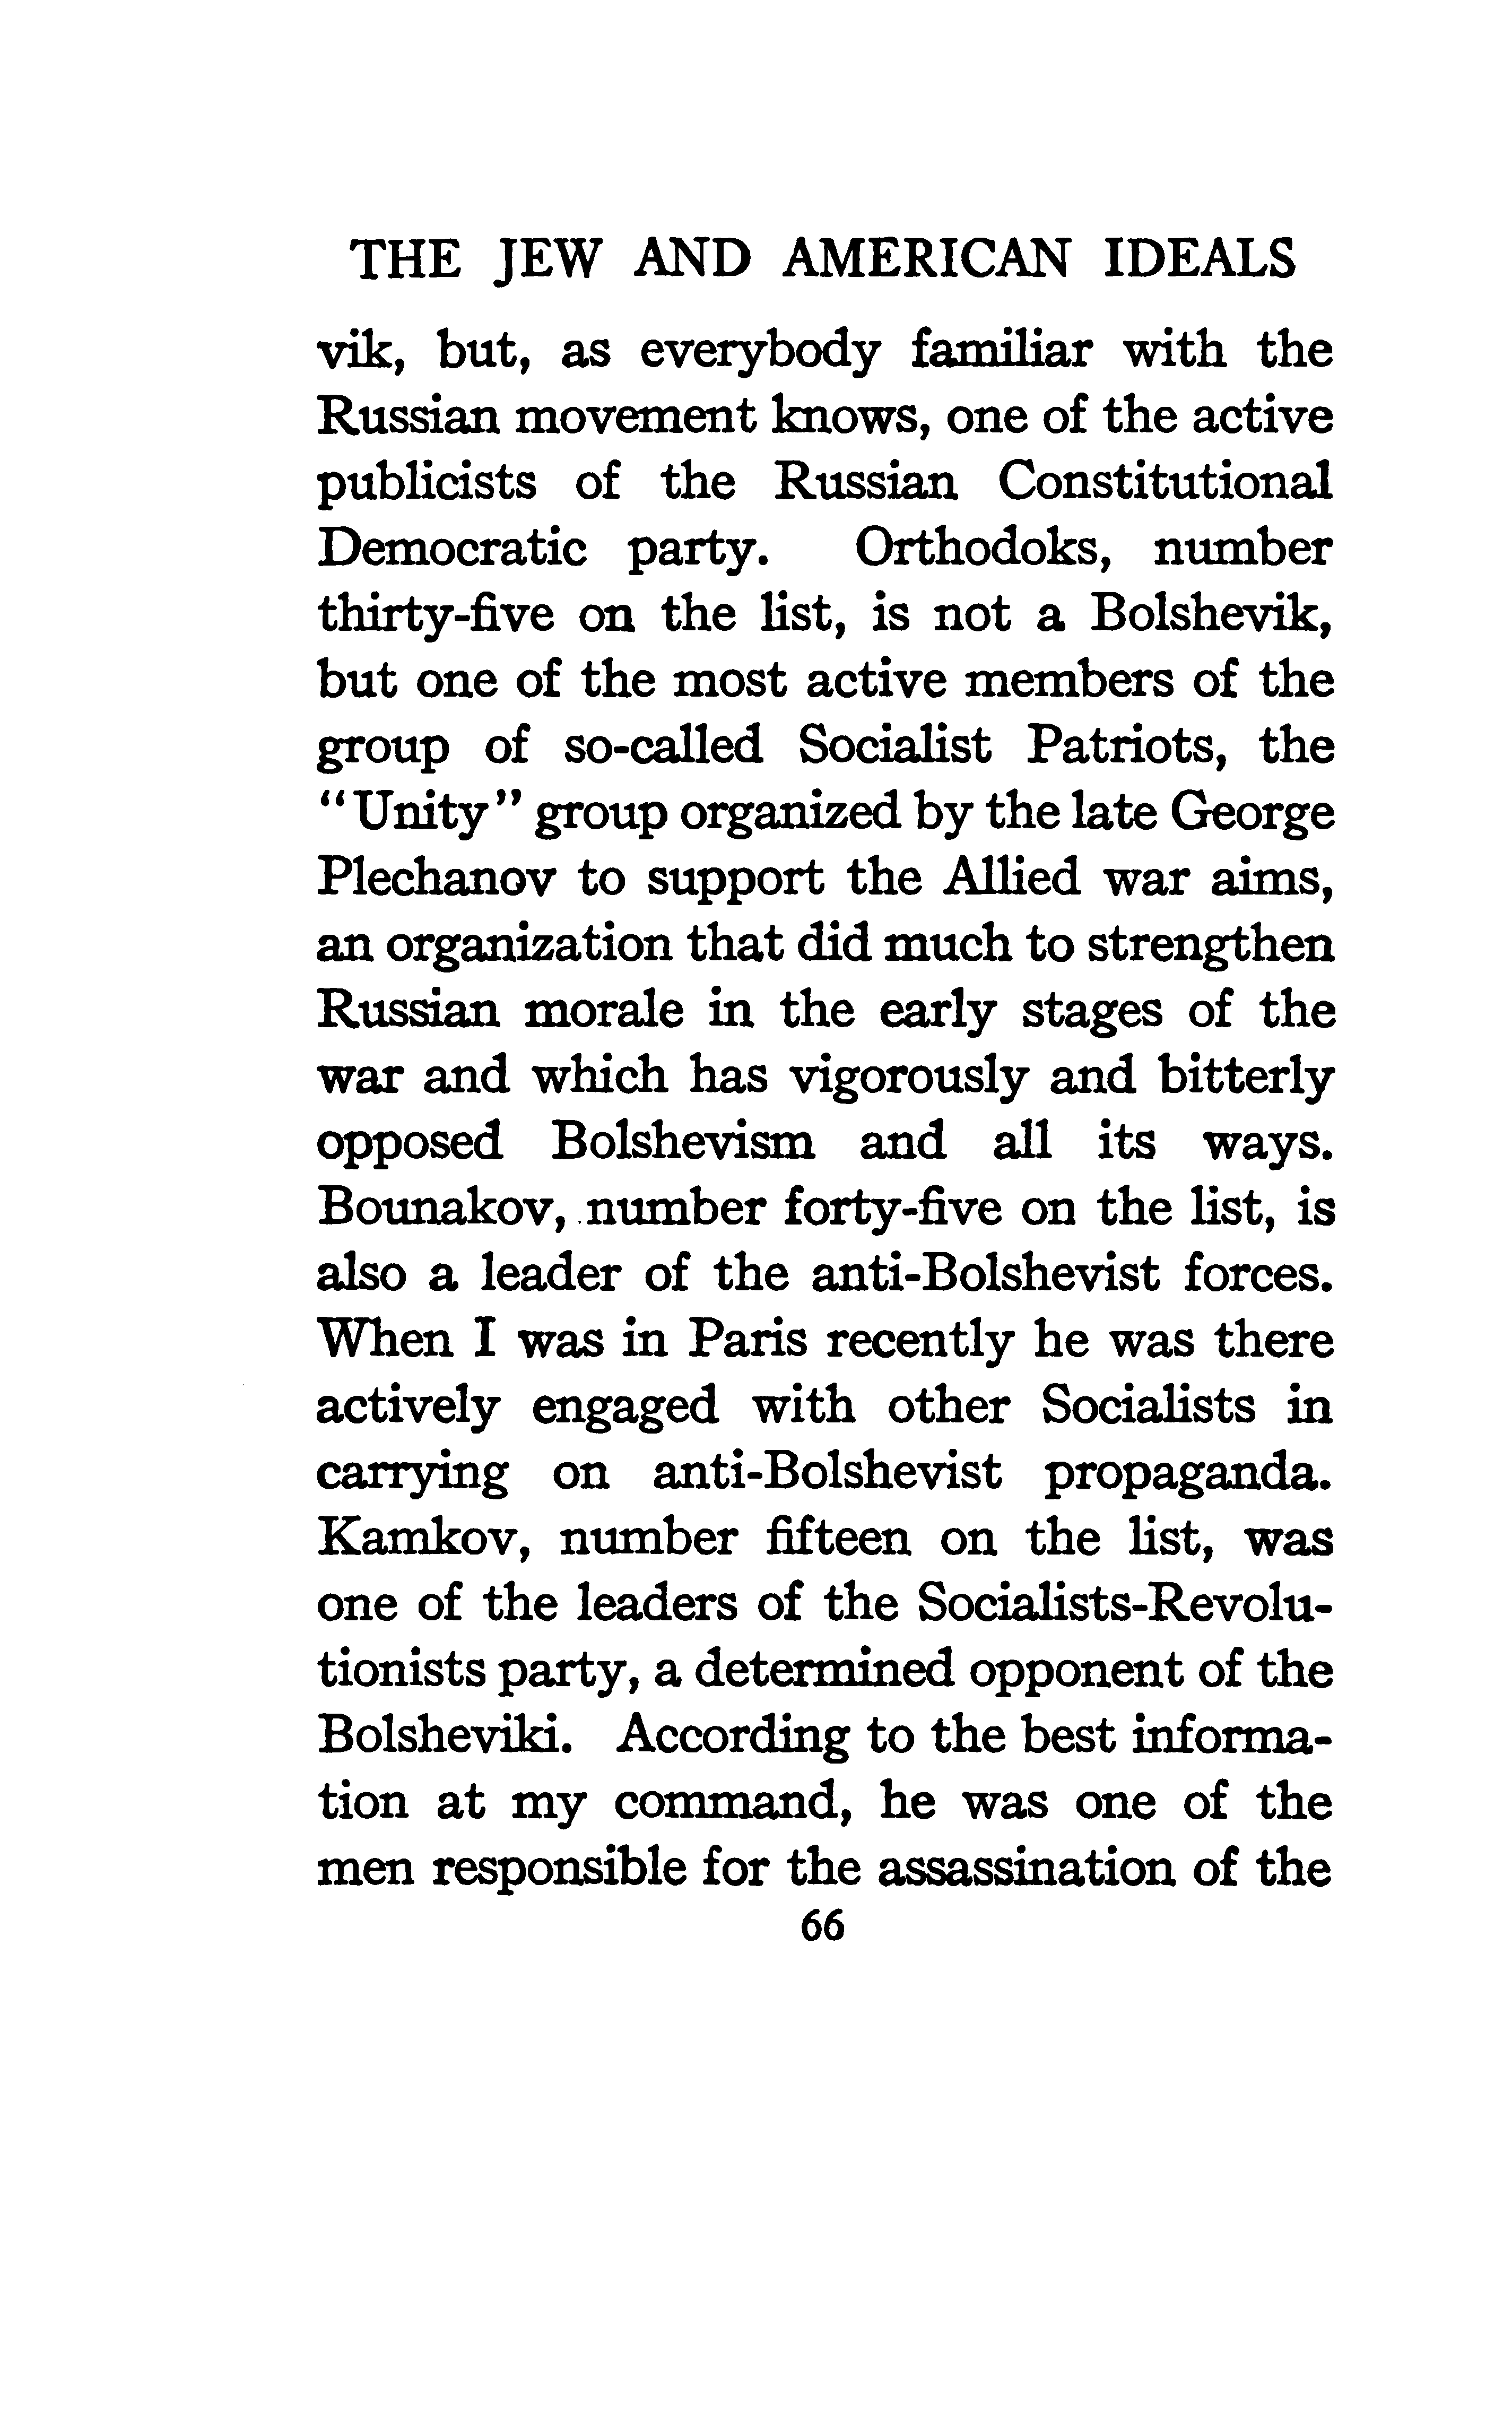 THE JEW AND AMERICAN IDEALS
vik, but, as everybody familiar with the
Russian movement knows, one of the active
publicists of the Russian Constitutional
Democratic party. Orthodoks, number
thirty-five on the list, is not a Bolshevik,
but one of the most active members of the
group of so-called Socialist Patriots, the
“Unity” group organized by the late George
Plechanov to support the Allied war aims,
an organization that did much to strengthen
Russian morale in the early stages of the
war and which has vigorously and bitterly
opposed Bolshevism and all its ways.
Bounakov, number forty-five on the list, is
also a leader of the anti-Bolshevist forces.
When I was in Paris recently he was there
actively engaged with other Socialists in
carrying on anti-Bolshevist propaganda.
Kamkov, number fifteen on the list, was
one of the leaders of the Socialists-Revolu-
tionists party, a determined opponent of the
Bolsheviki. According to the best informa-
tion at my command, he was one of the
men responsible for the assassination of the
66